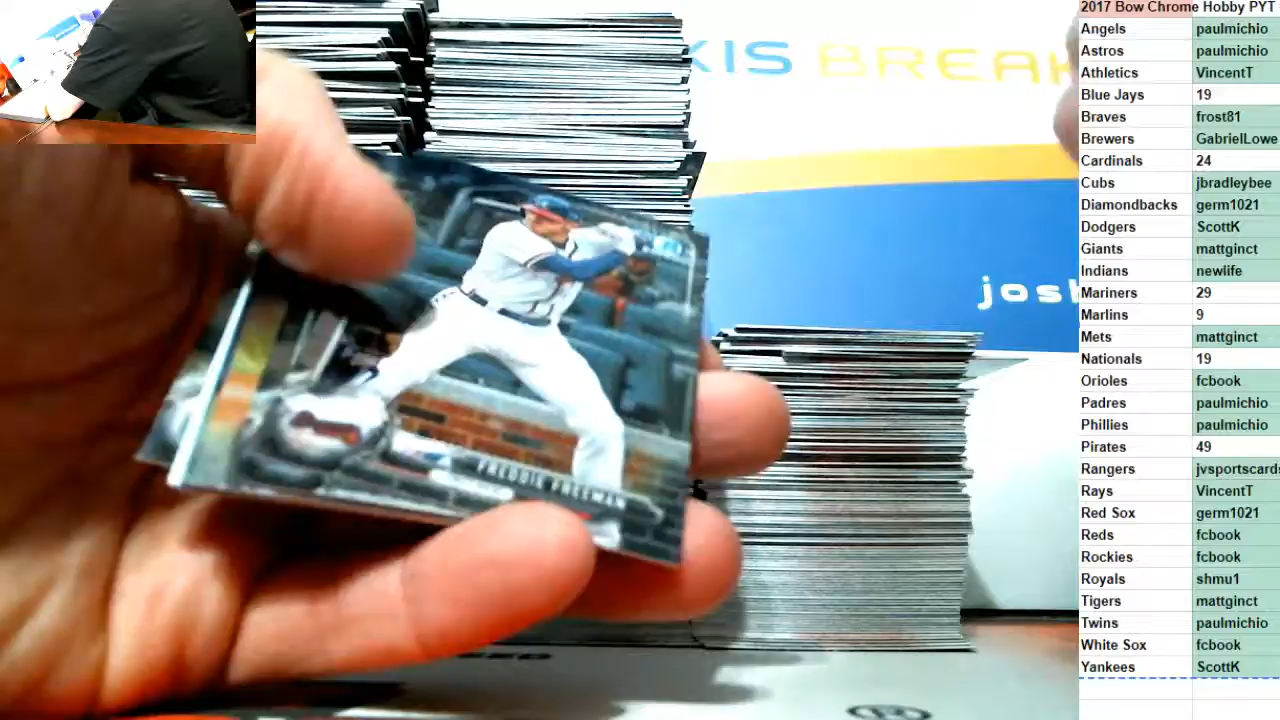 XIS BREAK
josh
FREDDIE FREEMAN
2017 Bow Chrome Hobby PYT
Angels paulmichio
Astros paulmichio
Athletics VincentT
Blue Jays 19
Braves frost81
Brewers GabrielLowe
Cardinals 24
Cubs jbradleybee
Diamondbacks germ1021
Dodgers ScottK
Giants mattginct
Indians newlife
Mariners 29
Marlins 9
Mets mattginct
Nationals 19
Orioles fcbook
Padres paulmichio
Phillies paulmichio
Pirates 49
Rangers jvsportscards
Rays VincentT
Red Sox germ1021
Reds fcbook
Rockies fcbook
Royals shmu1
Tigers mattginct
Twins paulmichio
White Sox fcbook
Yankees ScottK